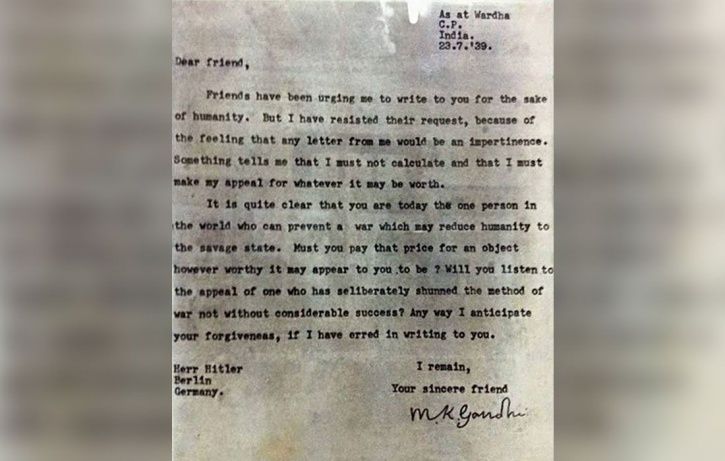 As at Wardha
C.P.
India.
23.7.'39.
Dear friend,
Friends have been urging me to write to you for the sake
of humanity. But I have resisted their request, because of
the feeling that any letter from me would be an impertinence.
Something tells me that I must not calculate and that I must
make my appeal for whatever it may be worth.
It is quite clear that you are today the one person in
the world who can prevent a war which may reduce humanity to
the savage state. Must you pay that price for an object
however worthy it may appear to you to be ? Will you listen to
the appeal of one who has seliberately shunned the method of
war not without considerable success? Any way I anticipate
your forgiveneas, if I have erred in writing to you.
I remain,
Herr Hitler
Berlin
Germany.
Your sincere friend
M.K.Gandhi